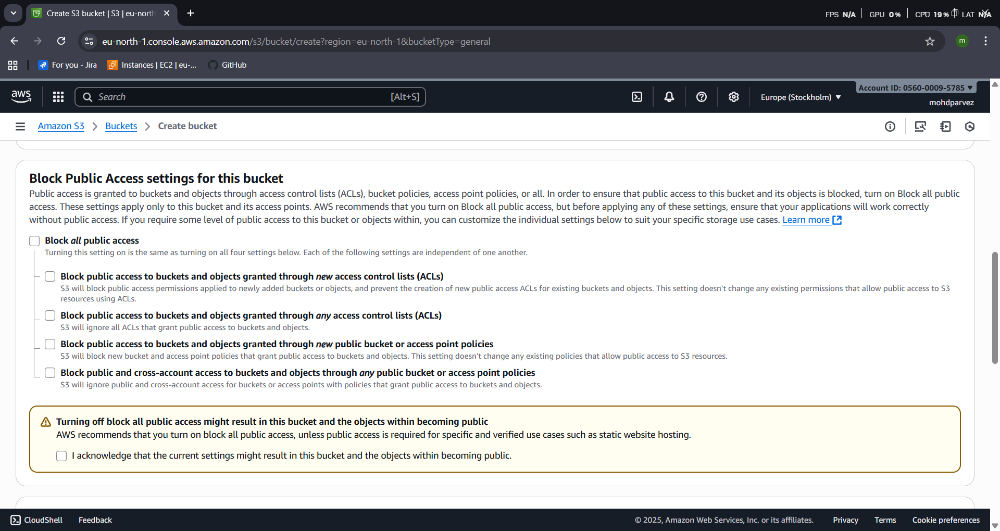 Create S3 bucket | S3 | eu-north
FPS N/A GPU 0% CPU 19% LAT N/A
eu-north-1.console.aws.amazon.com/s3/bucket/create?region=eu-north-1&bucketType=general
m
For you - Jira
Instances | EC2 | eu-...
GitHub
aws
Search
[Alt+S]
Europe (Stockholm)
Account ID: 0560-0009-5785
mohdparvez
Amazon S3
Buckets
Create bucket
Block Public Access settings for this bucket
Public access is granted to buckets and objects through access control lists (ACLs), bucket policies, access point policies, or all. In order to ensure that public access to this bucket and its objects is blocked, turn on Block all public
access. These settings apply only to this bucket and its access points. AWS recommends that you turn on Block all public access, but before applying any of these settings, ensure that your applications will work correctly
without public access. If you require some level of public access to this bucket or objects within, you can customize the individual settings below to suit your specific storage use cases. Learn more
Block all public access
Turning this setting on is the same as turning on all four settings below. Each of the following settings are independent of one another.
Block public access to buckets and objects granted through new access control lists (ACLs)
S3 will block public access permissions applied to newly added buckets or objects, and prevent the creation of new public access ACLs for existing buckets and objects. This setting doesn't change any existing permissions that allow public access to S3
resources using ACLs.
Block public access to buckets and objects granted through any access control lists (ACLs)
S3 will ignore all ACLs that grant public access to buckets and objects.
Block public access to buckets and objects granted through new public bucket or access point policies
S3 will block new bucket and access point policies that grant public access to buckets and objects. This setting doesn't change any existing policies that allow public access to S3 resources.
Block public and cross-account access to buckets and objects through any public bucket or access point policies
S3 will ignore public and cross-account access for buckets or access points with policies that grant public access to buckets and objects.
Turning off block all public access might result in this bucket and the objects within becoming public
AWS recommends that you turn on block all public access, unless public access is required for specific and verified use cases such as static website hosting.
I acknowledge that the current settings might result in this bucket and the objects within becoming public.
CloudShell
Feedback
© 2025, Amazon Web Services, Inc. or its affiliates.
Privacy
Terms
Cookie preferences